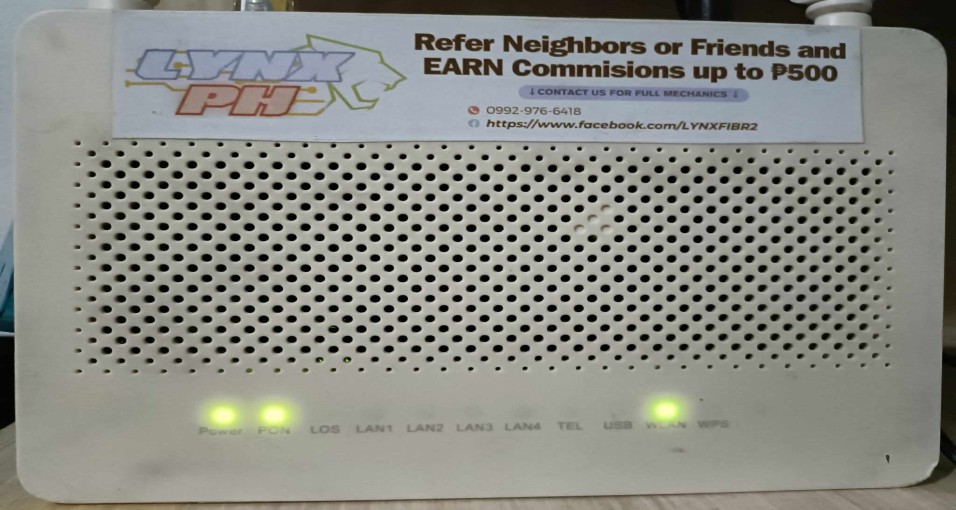 LYNX
PH
Refer Neighbors or Friends and
EARN Commisions up to ₱500
↓ CONTACT US FOR FULL MECHANICS ↓
0992-976-6418
https://www.facebook.com/LYNXFIBR2
Power PON LOS LAN1 LAN2 LAN3 LAN4 TEL USB WLAN WPS